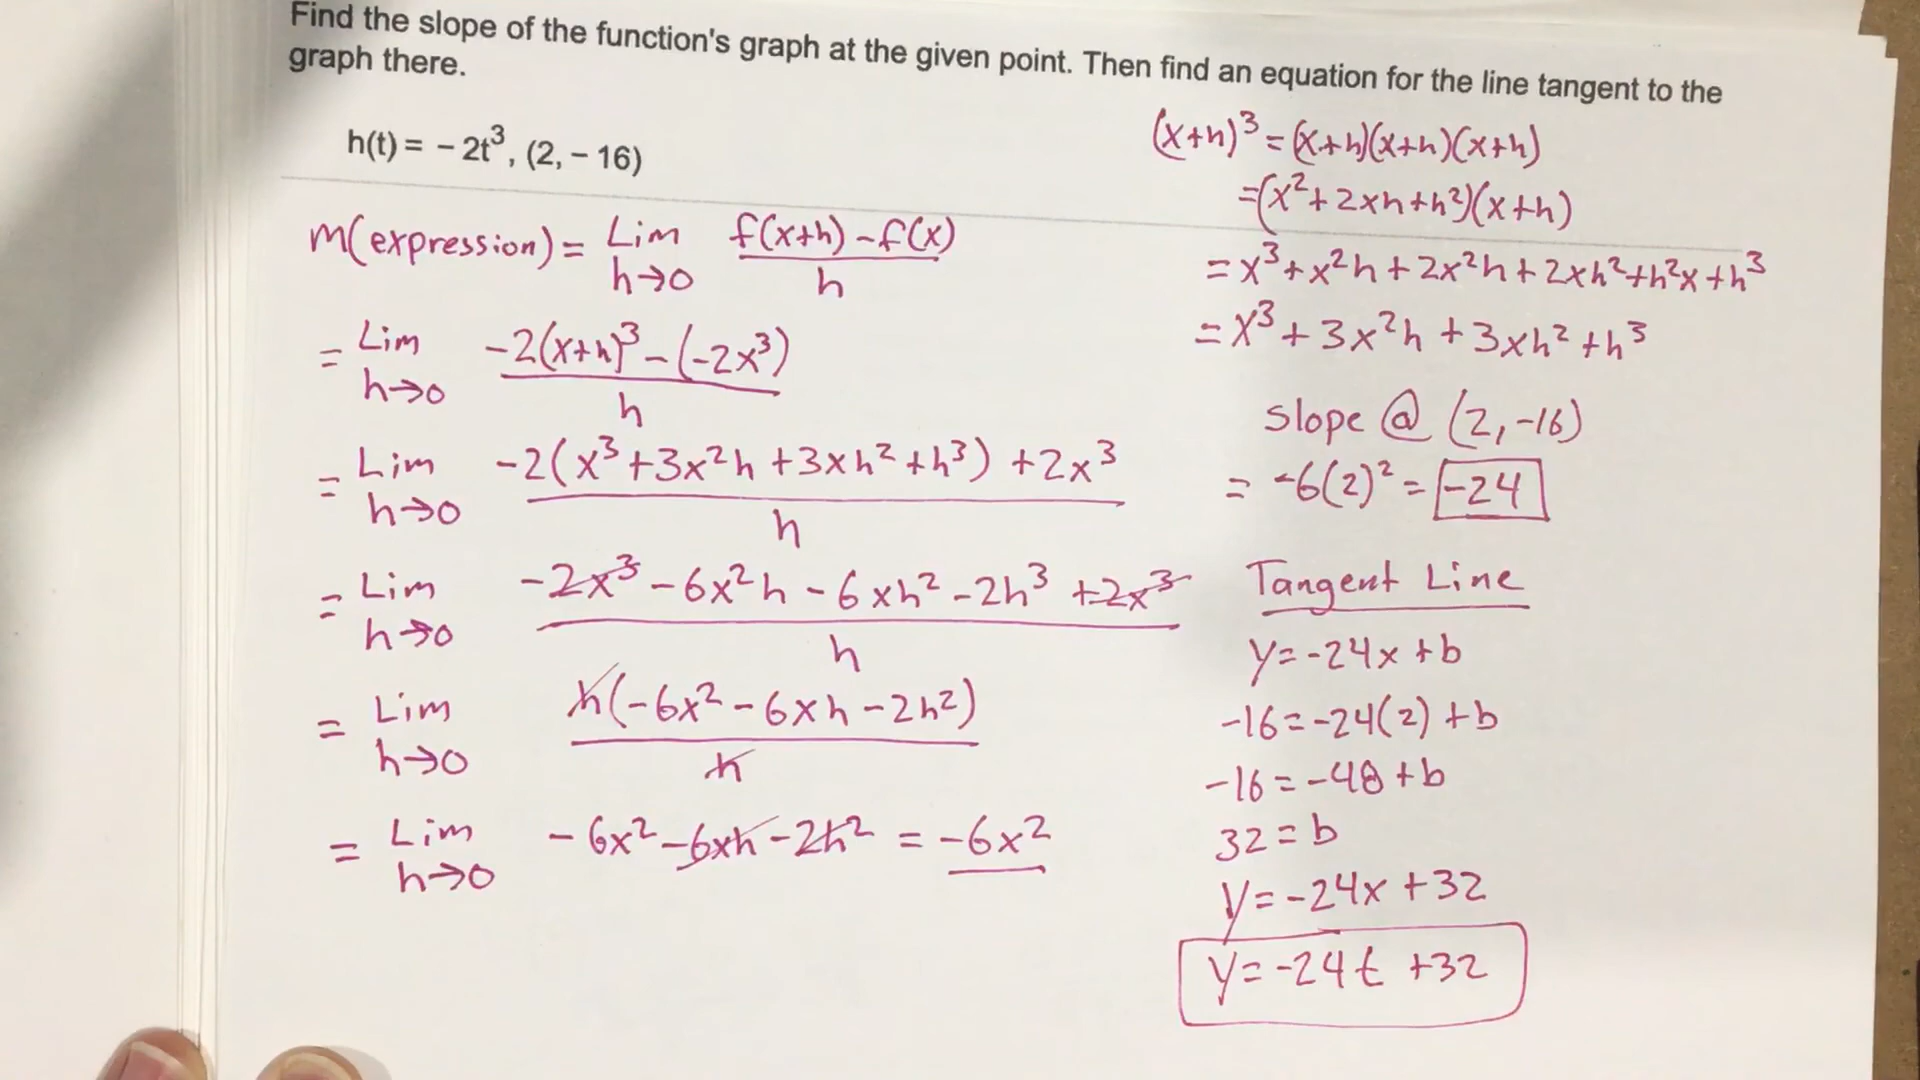 Find the slope of the function's graph at the given point. Then find an equation for the line tangent to the
graph there.
h(t) = − 2t³, (2, − 16)
m(expression) = Lim h→0 f(x+h) − f(x) / h
= Lim h→0 -2(x+h)³ − (-2x³) / h
= Lim h→0 -2(x³+3x²h+3xh²+h³) +2x³ / h
= Lim h→0 -2x³ − 6x²h − 6xh² − 2h³ +2x³ / h
= Lim h→0 h(-6x² − 6xh − 2h²) / h
= Lim h→0 -6x² − 6xh − 2h² = -6x²
(x+h)³ = (x+h)(x+h)(x+h)
=(x²+2xh+h²)(x+h)
= x³+x²h+2x²h+2xh²+h²x+h³
= x³+3x²h+3xh²+h³
Slope @ (2,-16)
= -6(2)² = -24
Tangent Line
y=-24x+b
-16=-24(2)+b
-16=-48+b
32=b
y=-24x+32
y=-24t+32